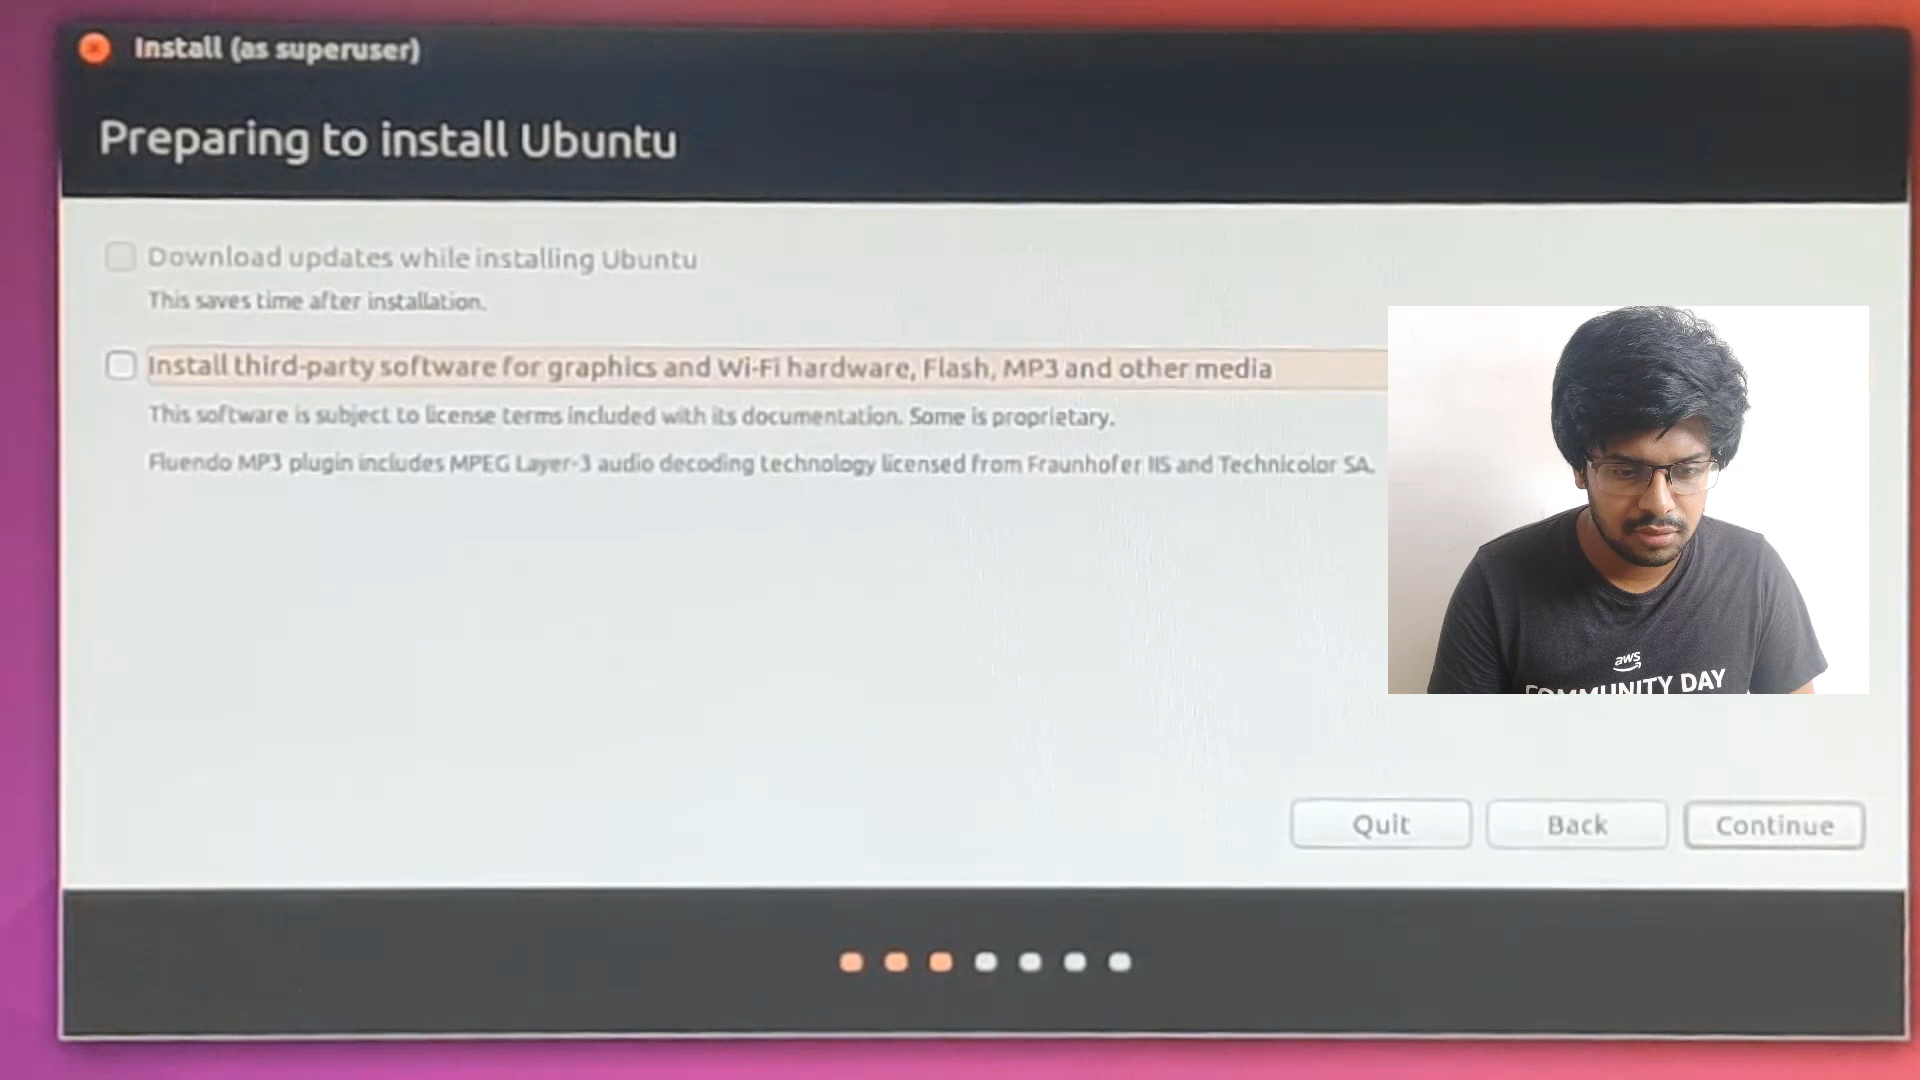 Install (as superuser)
Preparing to install Ubuntu
Download updates while installing Ubuntu
This saves time after installation.
Install third-party software for graphics and Wi-Fi hardware, Flash, MP3 and other media
This software is subject to license terms included with its documentation. Some is proprietary.
Fluendo MP3 plugin includes MPEG Layer-3 audio decoding technology licensed from Fraunhofer IIS and Technicolor SA.
aws
COMMUNITY DAY
Quit
Back
Continue